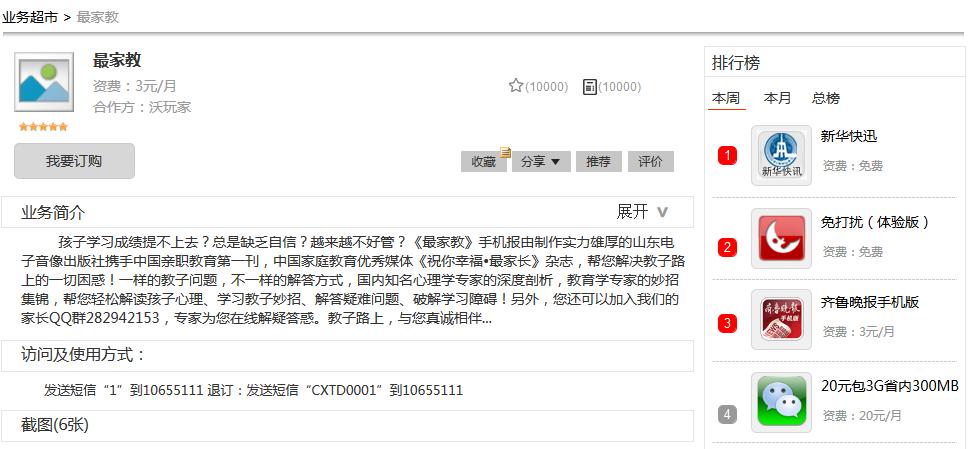 业务超市 > 最家教
最家教
资费：3元/月
合作方：沃玩家
(10000) (10000)
我要订购
收藏 分享 推荐 评价
业务简介 展开
孩子学习成绩提不上去？总是缺乏自信？越来越不好管？《最家教》手机报由制作实力雄厚的山东电
子音像出版社携手中国亲职教育第一刊，中国家庭教育优秀媒体《祝你幸福•最家长》杂志，帮您解决教子路
上的一切困惑！一样的教子问题，不一样的解答方式，国内知名心理学专家的深度剖析，教育学专家的妙招
集锦，帮您轻松解读孩子心理、学习教子妙招、解答疑难问题、破解学习障碍！另外，您还可以加入我们的
家长QQ群282942153，专家为您在线解疑答惑。教子路上，与您真诚相伴...
访问及使用方式：
发送短信“1”到10655111 退订：发送短信“CXTD0001”到10655111
截图(6张)
排行榜
本周 本月 总榜
1
新华快讯
新华快迅
资费：免费
2
免打扰（体验版）
资费：免费
3
齐鲁晚报
手机版
NEWS
齐鲁晚报手机版
资费：3元/月
4
20元包3G省内300MB
资费：20元/月